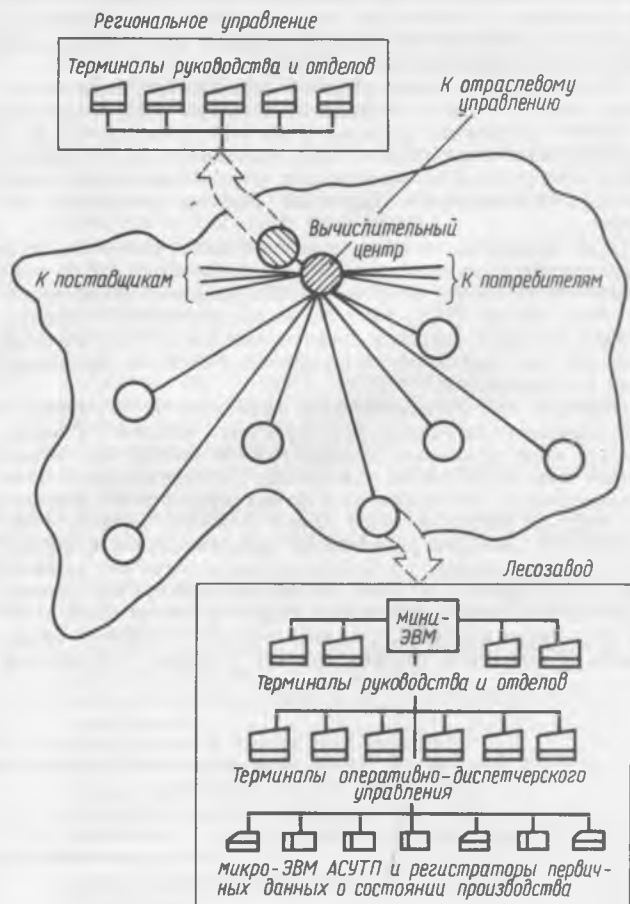 Региональное управление
Терминалы руководства и отделов
К отраслевому
управлению
Вычислительный
центр
К поставщикам
К потребителям
Лесозавод
мини-
ЭВМ
Терминалы руководства и отделов
Терминалы оперативно-диспетчерского
управления
микро-ЭВМ АСУТП и регистраторы первич-
ных данных о состоянии производства